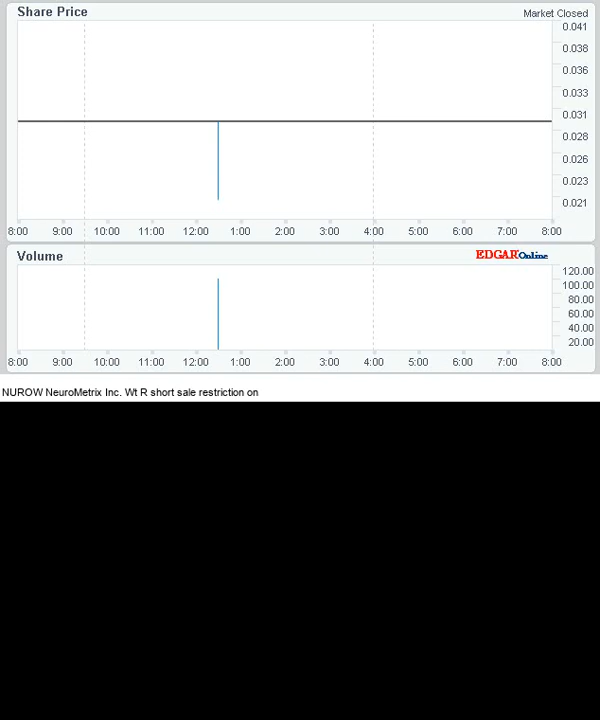 Share Price
Market Closed
0.041
0.038
0.036
0.033
0.031
0.028
0.026
0.023
0.021
8:00 9:00 10:00 11:00 12:00 1:00 2:00 3:00 4:00 5:00 6:00 7:00 8:00
Volume
EDGAR Online
120.00
100.00
80.00
60.00
40.00
20.00
8:00 9:00 10:00 11:00 12:00 1:00 2:00 3:00 4:00 5:00 6:00 7:00 8:00
NUROW NeuroMetrix Inc. Wt R short sale restriction on